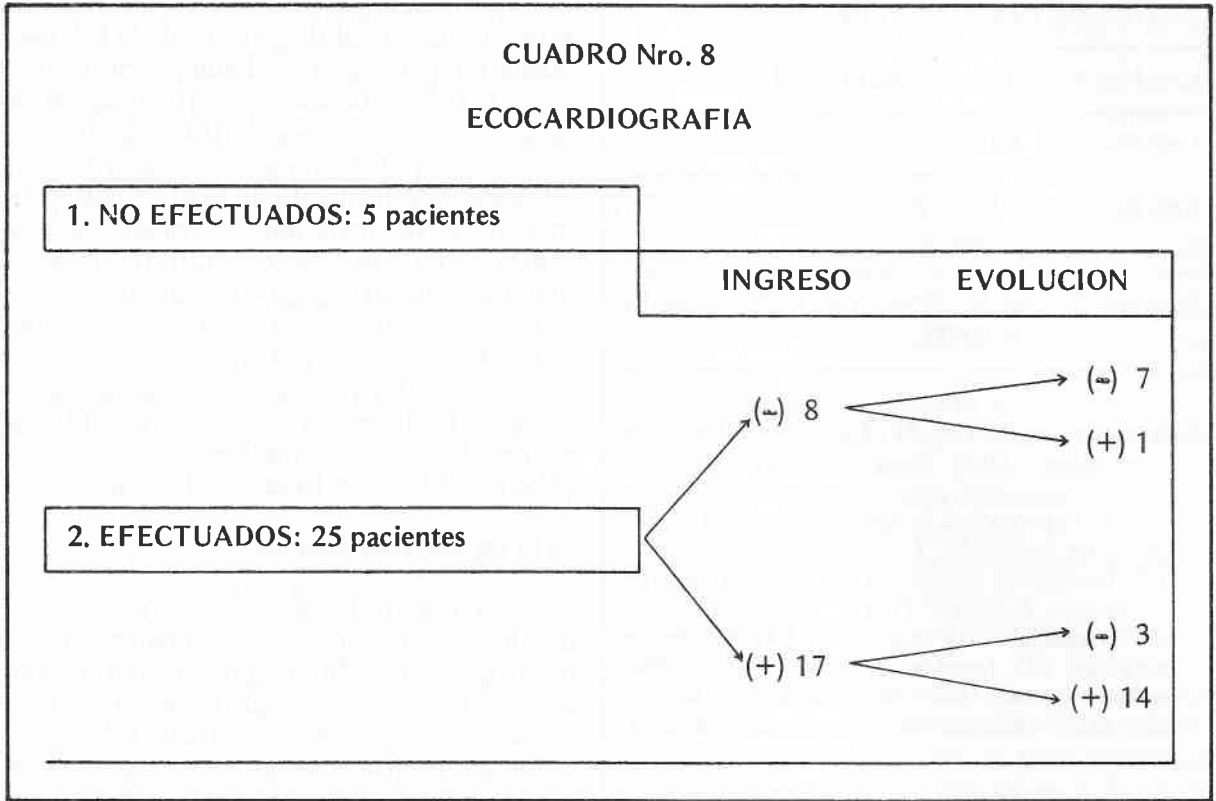 CUADRO Nro. 8
ECOCARDIOGRAFIA
1. NO EFECTUADOS: 5 pacientes
INGRESO EVOLUCION
(-) 7
(-) 8
(+) 1
2. EFECTUADOS: 25 pacientes
(-) 3
(+) 17
(+) 14